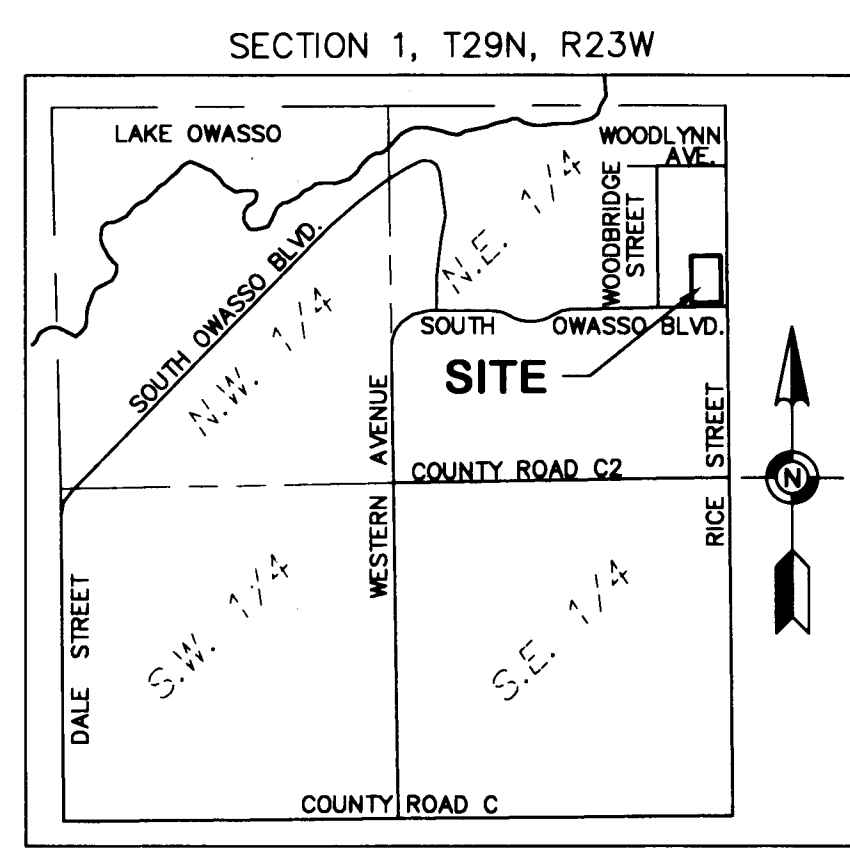 SECTION 1, T29N, R23W
LAKE OWASSO
WOODLYNN
AVE.
WOODBRIDGE
STREET
N.E. 1/4
SOUTH OWASSO BLVD.
N.W. 1/4
SOUTH OWASSO BLVD.
SITE
WESTERN AVENUE
RICE STREET
COUNTY ROAD C2
N
DALE STREET
S.W. 1/4
S.E. 1/4
COUNTY ROAD C